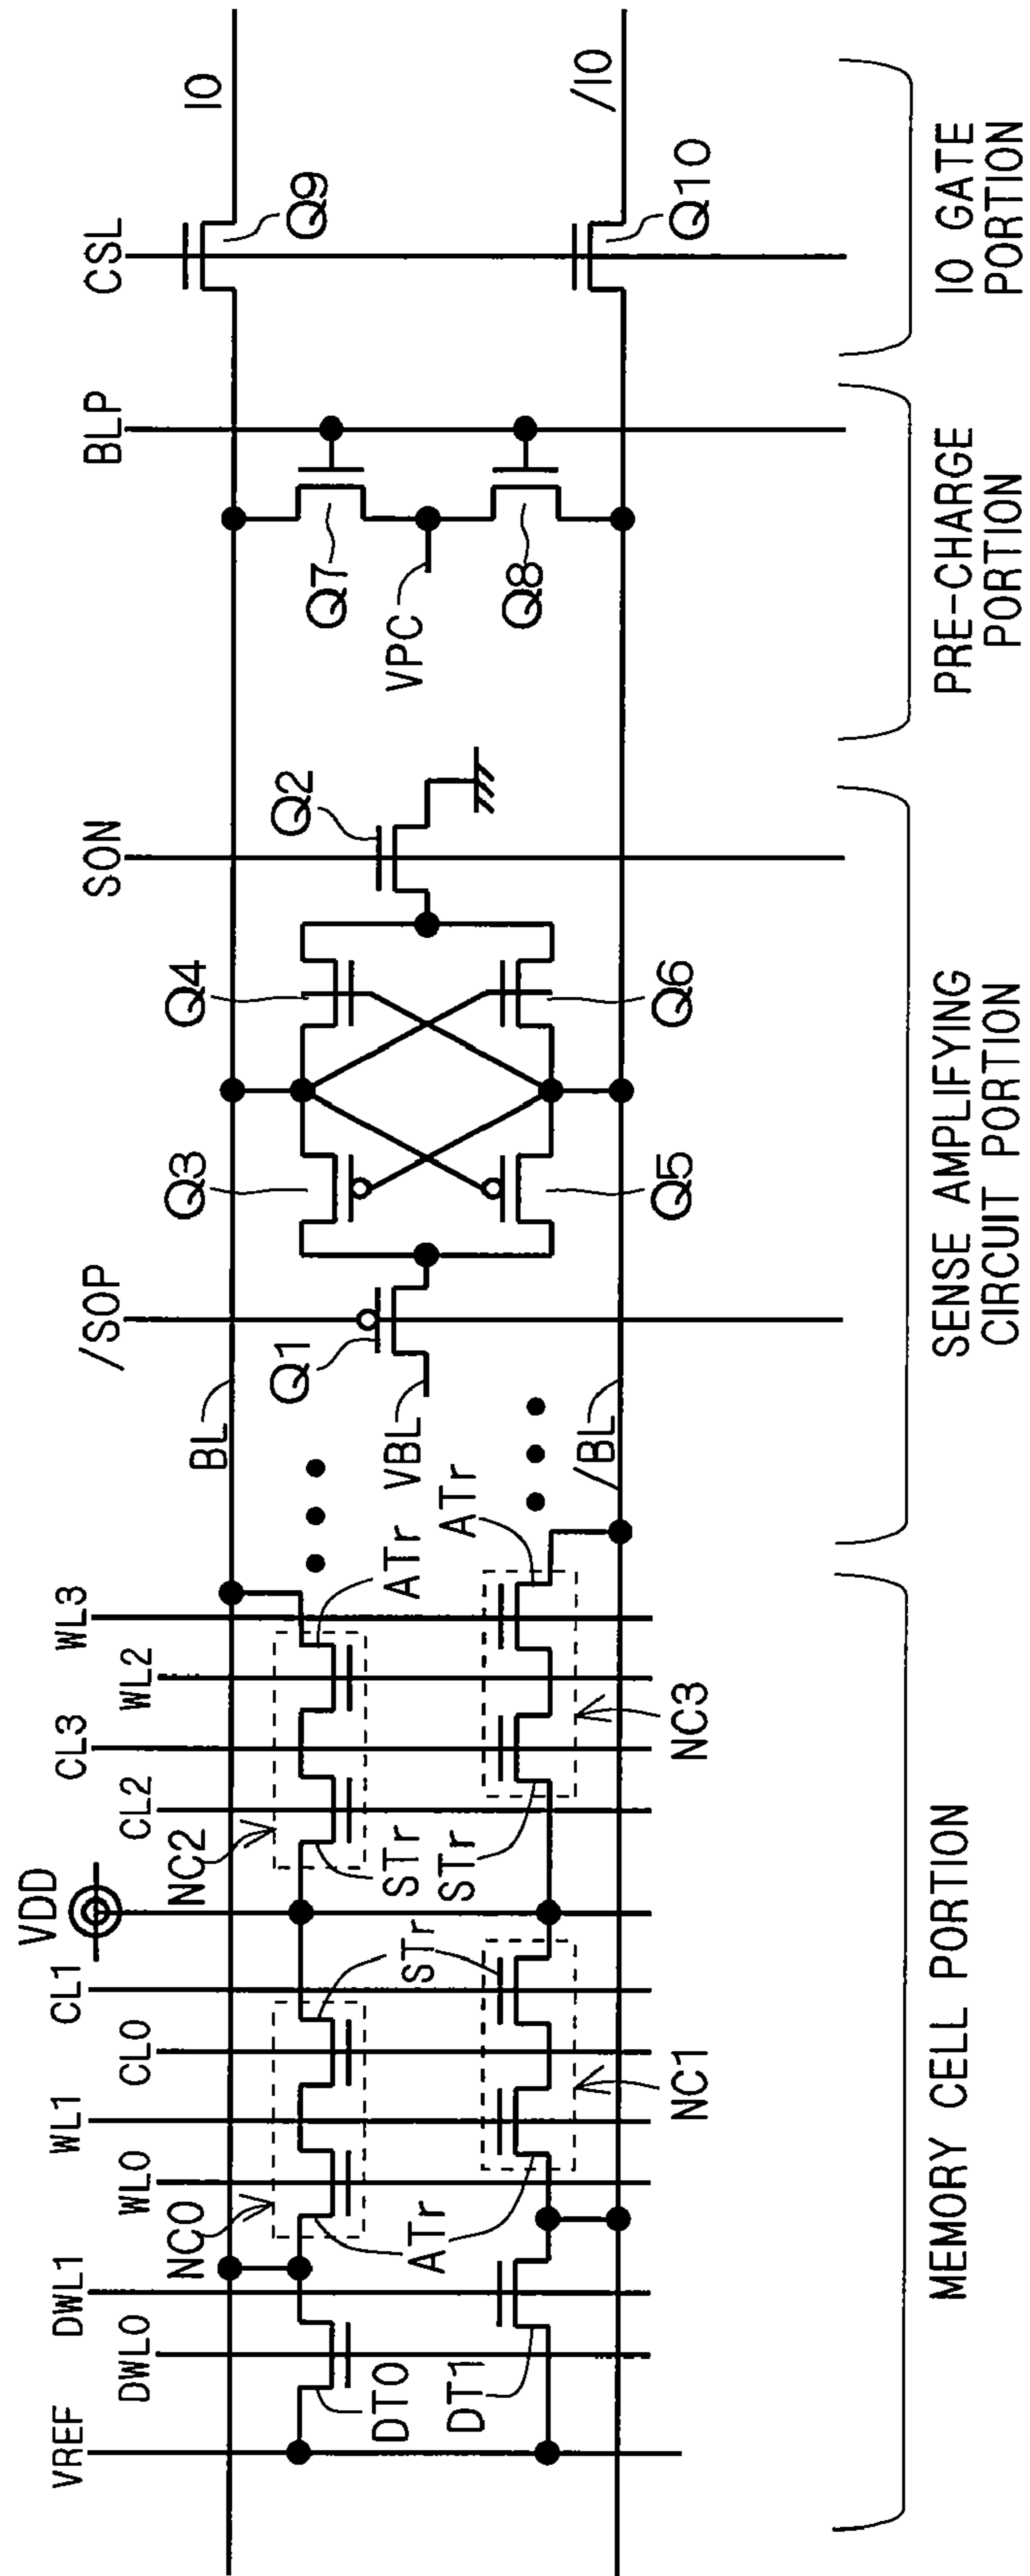 VREF
DWL0
DWL1
WL0
WL1
CL0
CL1
VDD
CL2
CL3
WL2
WL3
/SOP
SON
BLP
CSL
NC0
NC2
BL
Q3
Q4
IO
DT0
ATr
STr
STr
ATr
Q1
Q2
Q7
Q9
VBL
VPC
DT1
STr
ATr
/BL
Q8
/IO
NC1
NC3
Q5
Q6
Q10
MEMORY CELL PORTION
SENSE AMPLIFYING
CIRCUIT PORTION
PRE-CHARGE
PORTION
IO GATE
PORTION